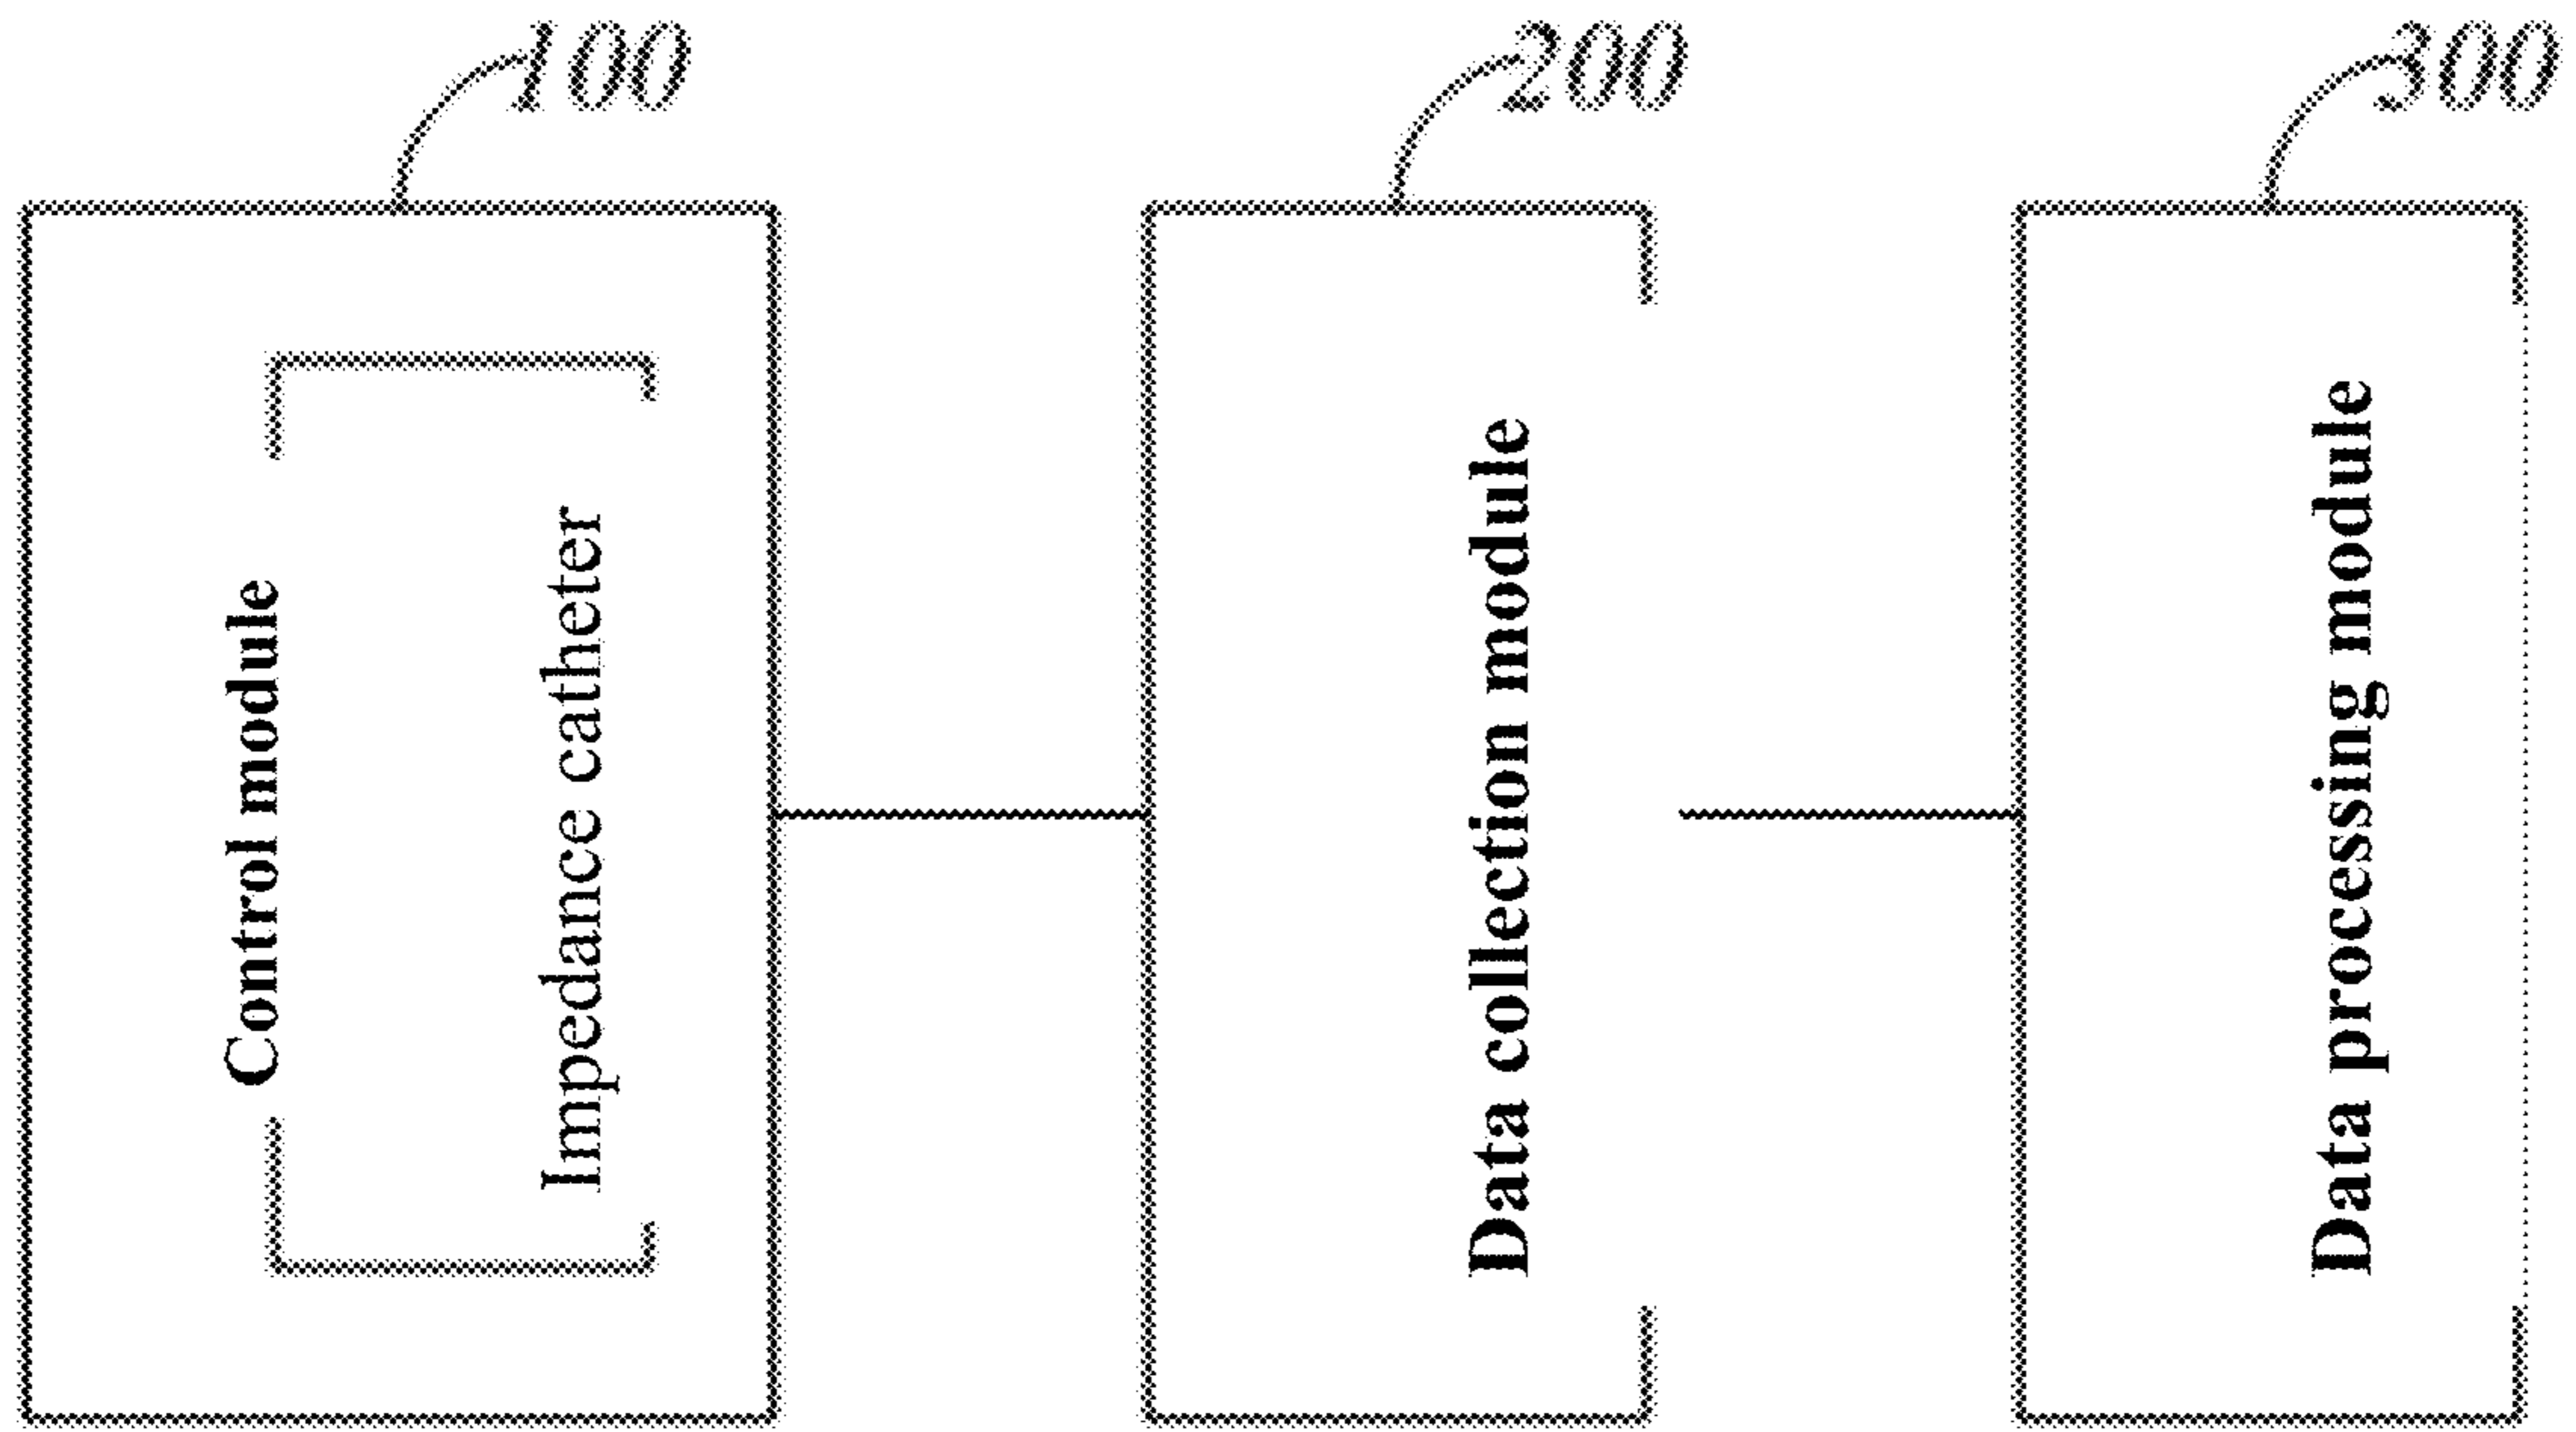 100
200
300
Control module
Impedance catheter
Data collection module
Data processing module